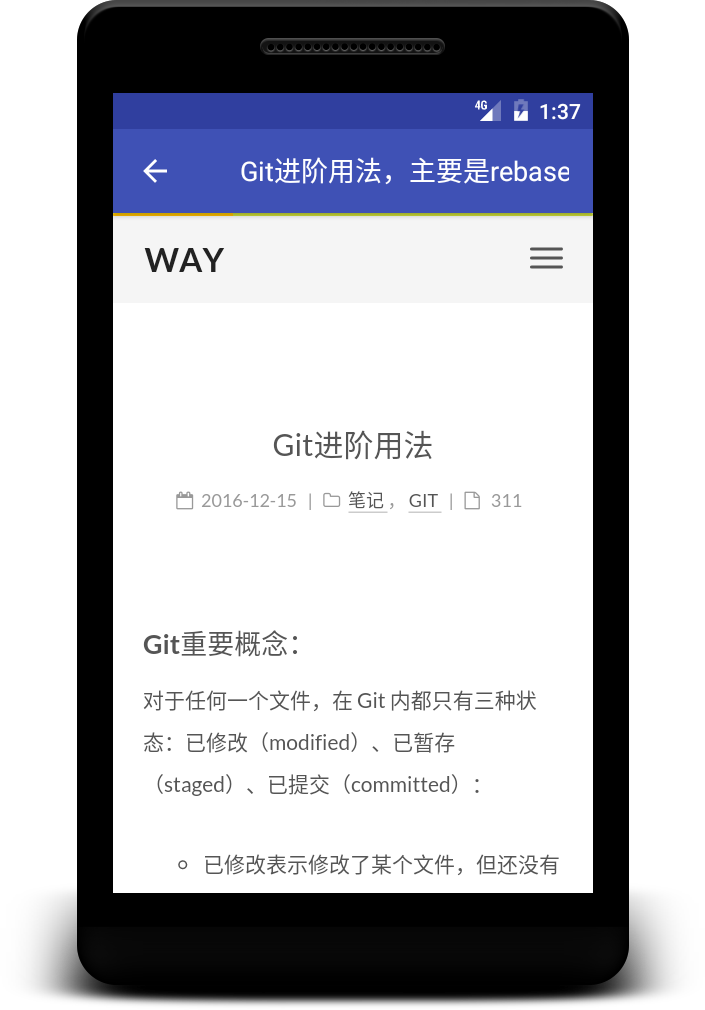 4G 1:37
Git进阶用法，主要是rebase
WAY
Git进阶用法
2016-12-15 | 笔记， GIT | 311
Git重要概念：
对于任何一个文件，在 Git 内都只有三种状
态：已修改（modified）、已暂存
（staged）、已提交（committed）：
已修改表示修改了某个文件，但还没有